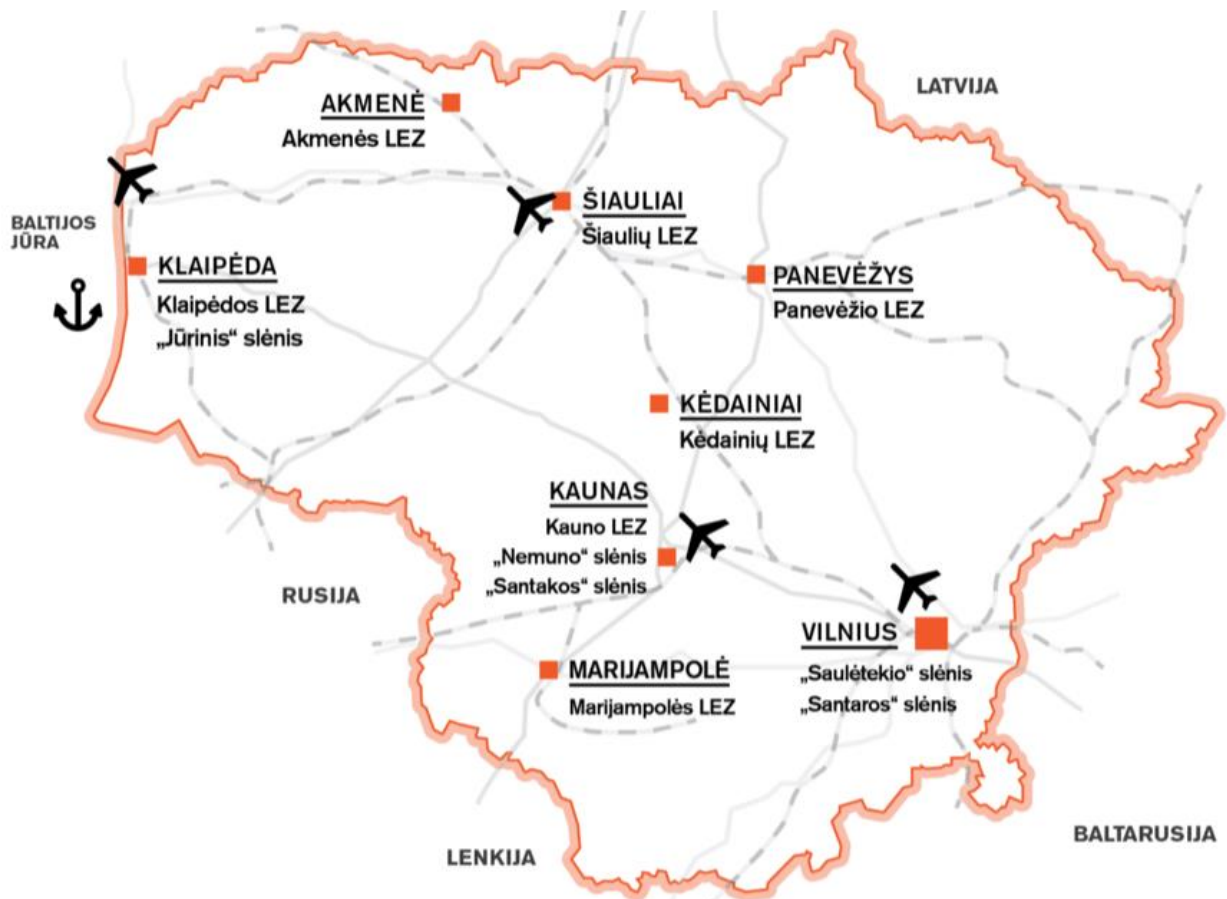 LATVIJA
AKMENĖ
Akmenės LEZ
ŠIAULIAI
Šiaulių LEZ
BALTIJOS
JŪRA
KLAIPĖDA
Klaipėdos LEZ
„Jūrinis“ slėnis
PANEVĖŽYS
Panevėžio LEZ
KĖDAINIAI
Kėdainių LEZ
KAUNAS
Kauno LEZ
„Nemuno“ slėnis
„Santakos“ slėnis
RUSIJA
VILNIUS
„Saulėtekio“ slėnis
„Santaros“ slėnis
MARIJAMPOLĖ
Marijampolės LEZ
BALTARUSIJA
LENKIJA